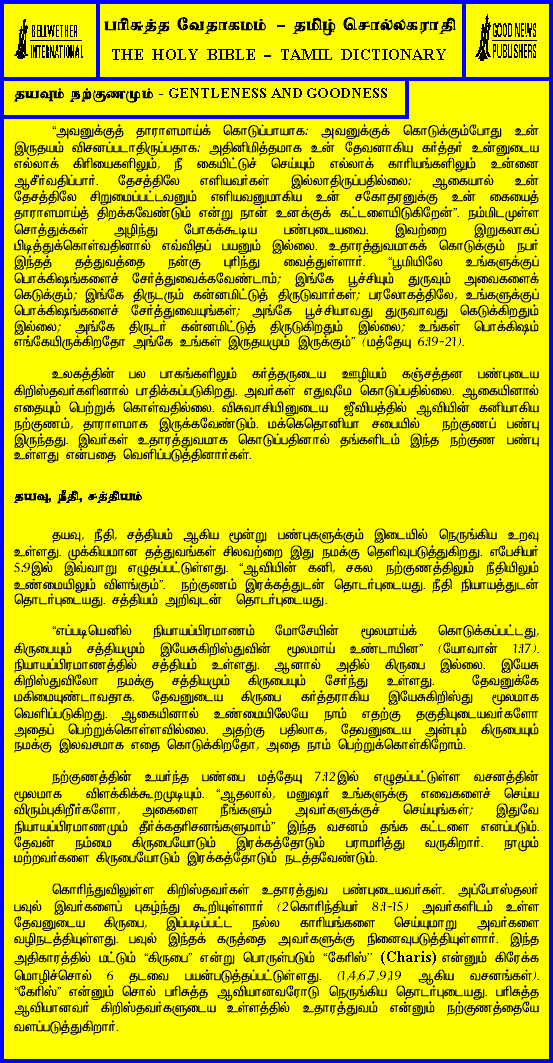 BELLWETHER
INTERNATIONAL
பரிசுத்த வேதாகமம் – தமிழ் சொல்லகராதி
THE HOLY BIBLE – TAMIL DICTIONARY
GOOD NEWS
PUBLISHERS
தயவும் நற்குணமும் - GENTLENESS AND GOODNESS
“அவனுக்குத் தாராளமாய்க் கொடுப்பாயாக; அவனுக்குக் கொடுக்கும்போது உன்
இருதயம் விசனப்படாதிருப்பதாக; அதினிமித்தமாக உன் தேவனாகிய கர்த்தர் உன்னுடைய
எல்லாக் கிரியைகளிலும், நீ கையிட்டுச் செய்யும் எல்லாக் காரியங்களிலும் உன்னை
ஆசீர்வதிப்பார். தேசத்திலே எளியவர்கள் இல்லாதிருப்பதில்லை; ஆகையால் உன்
தேசத்திலே சிறுமைப்பட்டவனும் எளியவனுமாகிய உன் சகோதரனுக்கு உன் கையைத்
தாராளமாய்த் திறக்கவேண்டும் என்று நான் உனக்குக் கட்டளையிடுகிறேன்”. நம்மிடமுள்ள
சொத்துக்கள் அழிந்து போகக்கூடிய பண்புடையவை. இவற்றை இறுகலாகப்
பிடித்துக்கொள்வதினால் எவ்விதப் பயனும் இல்லை. உதாரத்துவமாகக் கொடுக்கும் நபர்
இந்தத் தத்துவத்தை நன்கு புரிந்து வைத்துள்ளார். “பூமியிலே உங்களுக்குப்
பொக்கிஷங்களைச் சேர்த்துவைக்கவேண்டாம்; இங்கே பூச்சியும் துருவும் அவைகளைக்
கெடுக்கும்; இங்கே திருடரும் கன்னமிட்டுத் திருடுவார்கள்; பரலோகத்திலே, உங்களுக்குப்
பொக்கிஷங்களைச் சேர்த்துவையுங்கள்; அங்கே பூச்சியாவது துருவாவது கெடுக்கிறதும்
இல்லை; அங்கே திருடர் கன்னமிட்டுத் திருடுகிறதும் இல்லை; உங்கள் பொக்கிஷம்
எங்கேயிருக்கிறதோ அங்கே உங்கள் இருதயமும் இருக்கும்” (மத்தேயு 6:19-21).
உலகத்தின் பல பாகங்களிலும் கர்த்தருடைய ஊழியம் கஞ்சத்தன பண்புடைய
கிறிஸ்தவர்களினால் பாதிக்கப்படுகிறது. அவர்கள் எதுவுமே கொடுப்பதில்லை. ஆகையினால்
எதையும் பெற்றுக் கொள்வதில்லை. விசுவாசியினுடைய ஜீவியத்தில் ஆவியின் கனியாகிய
நற்குணம், தாராளமாக இருக்கவேண்டும். மக்கெதொனியா சபையில் நற்குணப் பண்பு
இருந்தது. இவர்கள் உதாரத்துவமாக கொடுப்பதினால் தங்களிடம் இந்த நற்குண பண்பு
உள்ளது என்பதை வெளிப்படுத்தினார்கள்.
தயவு, நீதி, சத்தியம்
தயவு, நீதி, சத்தியம் ஆகிய மூன்று பண்புகளுக்கும் இடையில் நெருங்கிய உறவு
உள்ளது. முக்கியமான தத்துவங்கள் சிலவற்றை இது நமக்கு தெளிவுபடுத்துகிறது. எபேசியர்
5:9இல் இவ்வாறு எழுதப்பட்டுள்ளது. “ஆவியின் கனி, சகல நற்குணத்திலும் நீதியிலும்
உண்மையிலும் விளங்கும்”. நற்குணம் இரக்கத்துடன் தொடர்புடையது. நீதி நியாயத்துடன்
தொடர்புடையது. சத்தியம் அறிவுடன் தொடர்புடையது.
“எப்படியெனில் நியாயப்பிரமாணம் மோசேயின் மூலமாய்க் கொடுக்கப்பட்டது,
கிருபையும் சத்தியமும் இயேசுகிறிஸ்துவின் மூலமாய் உண்டாயின” (யோவான் 1:17).
நியாயப்பிரமாணத்தில் சத்தியம் உள்ளது. ஆனால் அதில் கிருபை இல்லை. இயேசு
கிறிஸ்துவிலோ நமக்கு சத்தியமும் கிருபையும் சேர்ந்து உள்ளது. தேவனுக்கே
மகிமையுண்டாவதாக. தேவனுடைய கிருபை கர்த்தராகிய இயேசுகிறிஸ்து மூலமாக
வெளிப்படுகிறது. ஆகையினால் உண்மையிலேயே நாம் எதற்கு தகுதியுடையவர்களோ
அதைப் பெற்றுக்கொள்ளவில்லை. அதற்கு பதிலாக, தேவனுடைய அன்பும் கிருபையும்
நமக்கு இலவசமாக எதை கொடுக்கிறதோ, அதை நாம் பெற்றுக்கொள்கிறோம்.
நற்குணத்தின் உயர்ந்த பண்பை மத்தேயு 7:12இல் எழுதப்பட்டுள்ள வசனத்தின்
மூலமாக விளக்கிக்கூறமுடியும். “ஆதலால், மனுஷர் உங்களுக்கு எவைகளைச் செய்ய
விரும்புகிறீர்களோ, அகைளை நீங்களும் அவர்களுக்குச் செய்யுங்கள்; இதுவே
நியாயப்பிரமாணமும் தீர்க்கதரிசனங்களுமாம்” இந்த வசனம் தங்க கட்டளை எனப்படும்.
தேவன் நம்மை கிருபையோடும் இரக்கத்தோடும் பராமரித்து வருகிறார். நாமும்
மற்றவர்களை கிருபையோடும் இரக்கத்தோடும் நடத்தவேண்டும்.
கொரிந்துவிலுள்ள கிறிஸ்தவர்கள் உதாரத்துவ பண்புடையவர்கள். அப்போஸ்தலர்
பவுல் இவர்களைப் புகழ்ந்து கூறியுள்ளார் (2கொரிந்தியர் 8:1-15) அவர்களிடம் உள்ள
தேவனுடைய கிருபை, இப்படிப்பட்ட நல்ல காரியங்களை செய்யுமாறு அவர்களை
வழிநடத்தியுள்ளது. பவுல் இந்தக் கருத்தை அவர்களுக்கு நினைவுபடுத்தியுள்ளார். இந்த
அதிகாரத்தில் மட்டும் “கிருபை” என்று பொருள்படும் “கேரிஸ்” (Charis) என்னும் கிரேக்க
மொழிச்சொல் 6 தடவை பயன்படுத்தப்பட்டுள்ளது. (1,4,6,7,9,19 ஆகிய வசனங்கள்).
“கேரிஸ்” என்னும் சொல் பரிசுத்த ஆவியானவரோடு நெருங்கிய தொடர்புடையது. பரிசுத்த
ஆவியானவர் கிறிஸ்தவர்களுடைய உள்ளத்தில் உதாரத்துவம் என்னும் நற்குணத்தையே
வளப்படுத்துகிறார்.